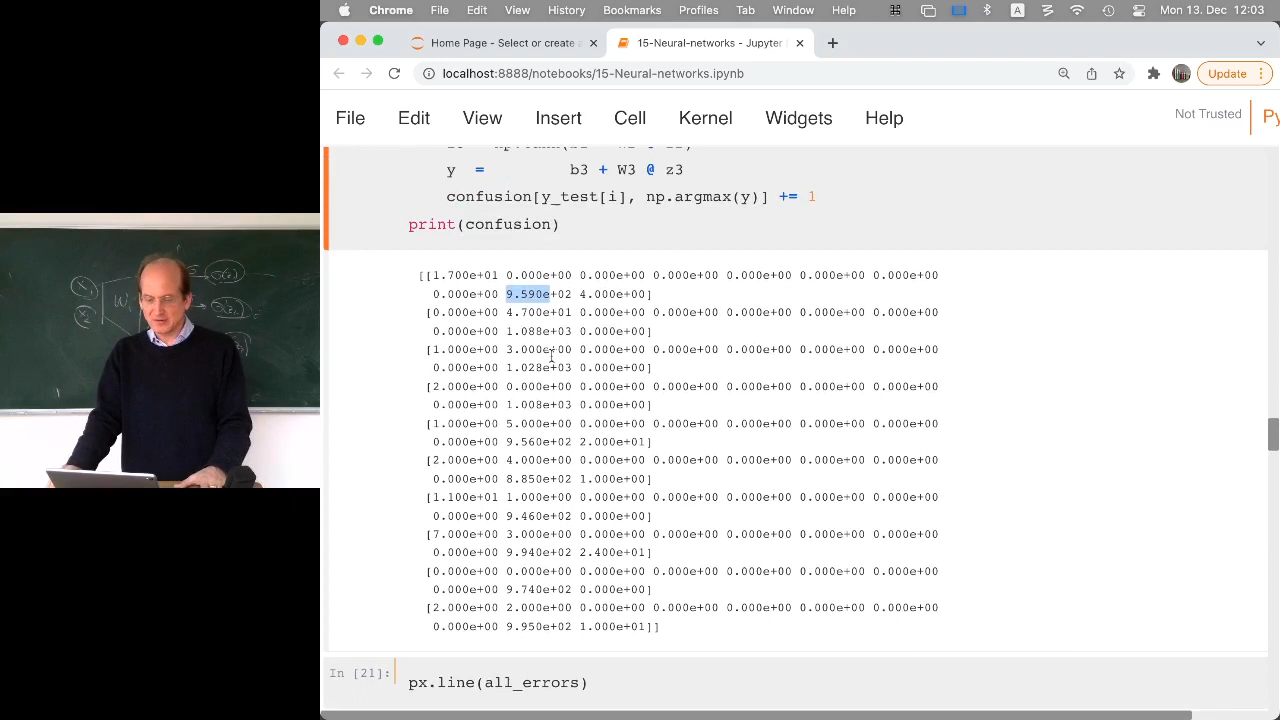 Chrome File Edit View History Bookmarks Profiles Tab Window Help A Mon 13. Dec 12:03
Home Page - Select or create 15-Neural-networks - Jupyter
localhost:8888/notebooks/15-Neural-networks.ipynb Update
File Edit View Insert Cell Kernel Widgets Help Not Trusted Py
y = b3 + W3 @ z3
confusion[y_test[i], np.argmax(y)] += 1
print(confusion)
[[1.700e+01 0.000e+00 0.000e+00 0.000e+00 0.000e+00 0.000e+00 0.000e+00
0.000e+00 9.590e+02 4.000e+00]
[0.000e+00 4.700e+01 0.000e+00 0.000e+00 0.000e+00 0.000e+00 0.000e+00
0.000e+00 1.088e+03 0.000e+00]
[1.000e+00 3.000e+00 0.000e+00 0.000e+00 0.000e+00 0.000e+00 0.000e+00
0.000e+00 1.028e+03 0.000e+00]
[2.000e+00 0.000e+00 0.000e+00 0.000e+00 0.000e+00 0.000e+00 0.000e+00
0.000e+00 1.008e+03 0.000e+00]
[1.000e+00 5.000e+00 0.000e+00 0.000e+00 0.000e+00 0.000e+00 0.000e+00
0.000e+00 9.560e+02 2.000e+01]
[2.000e+00 4.000e+00 0.000e+00 0.000e+00 0.000e+00 0.000e+00 0.000e+00
0.000e+00 8.850e+02 1.000e+00]
[1.100e+01 1.000e+00 0.000e+00 0.000e+00 0.000e+00 0.000e+00 0.000e+00
0.000e+00 9.460e+02 0.000e+00]
[7.000e+00 3.000e+00 0.000e+00 0.000e+00 0.000e+00 0.000e+00 0.000e+00
0.000e+00 9.940e+02 2.400e+01]
[0.000e+00 0.000e+00 0.000e+00 0.000e+00 0.000e+00 0.000e+00 0.000e+00
0.000e+00 9.740e+02 0.000e+00]
[2.000e+00 2.000e+00 0.000e+00 0.000e+00 0.000e+00 0.000e+00 0.000e+00
0.000e+00 9.950e+02 1.000e+01]]
In [21]:
px.line(all_errors)